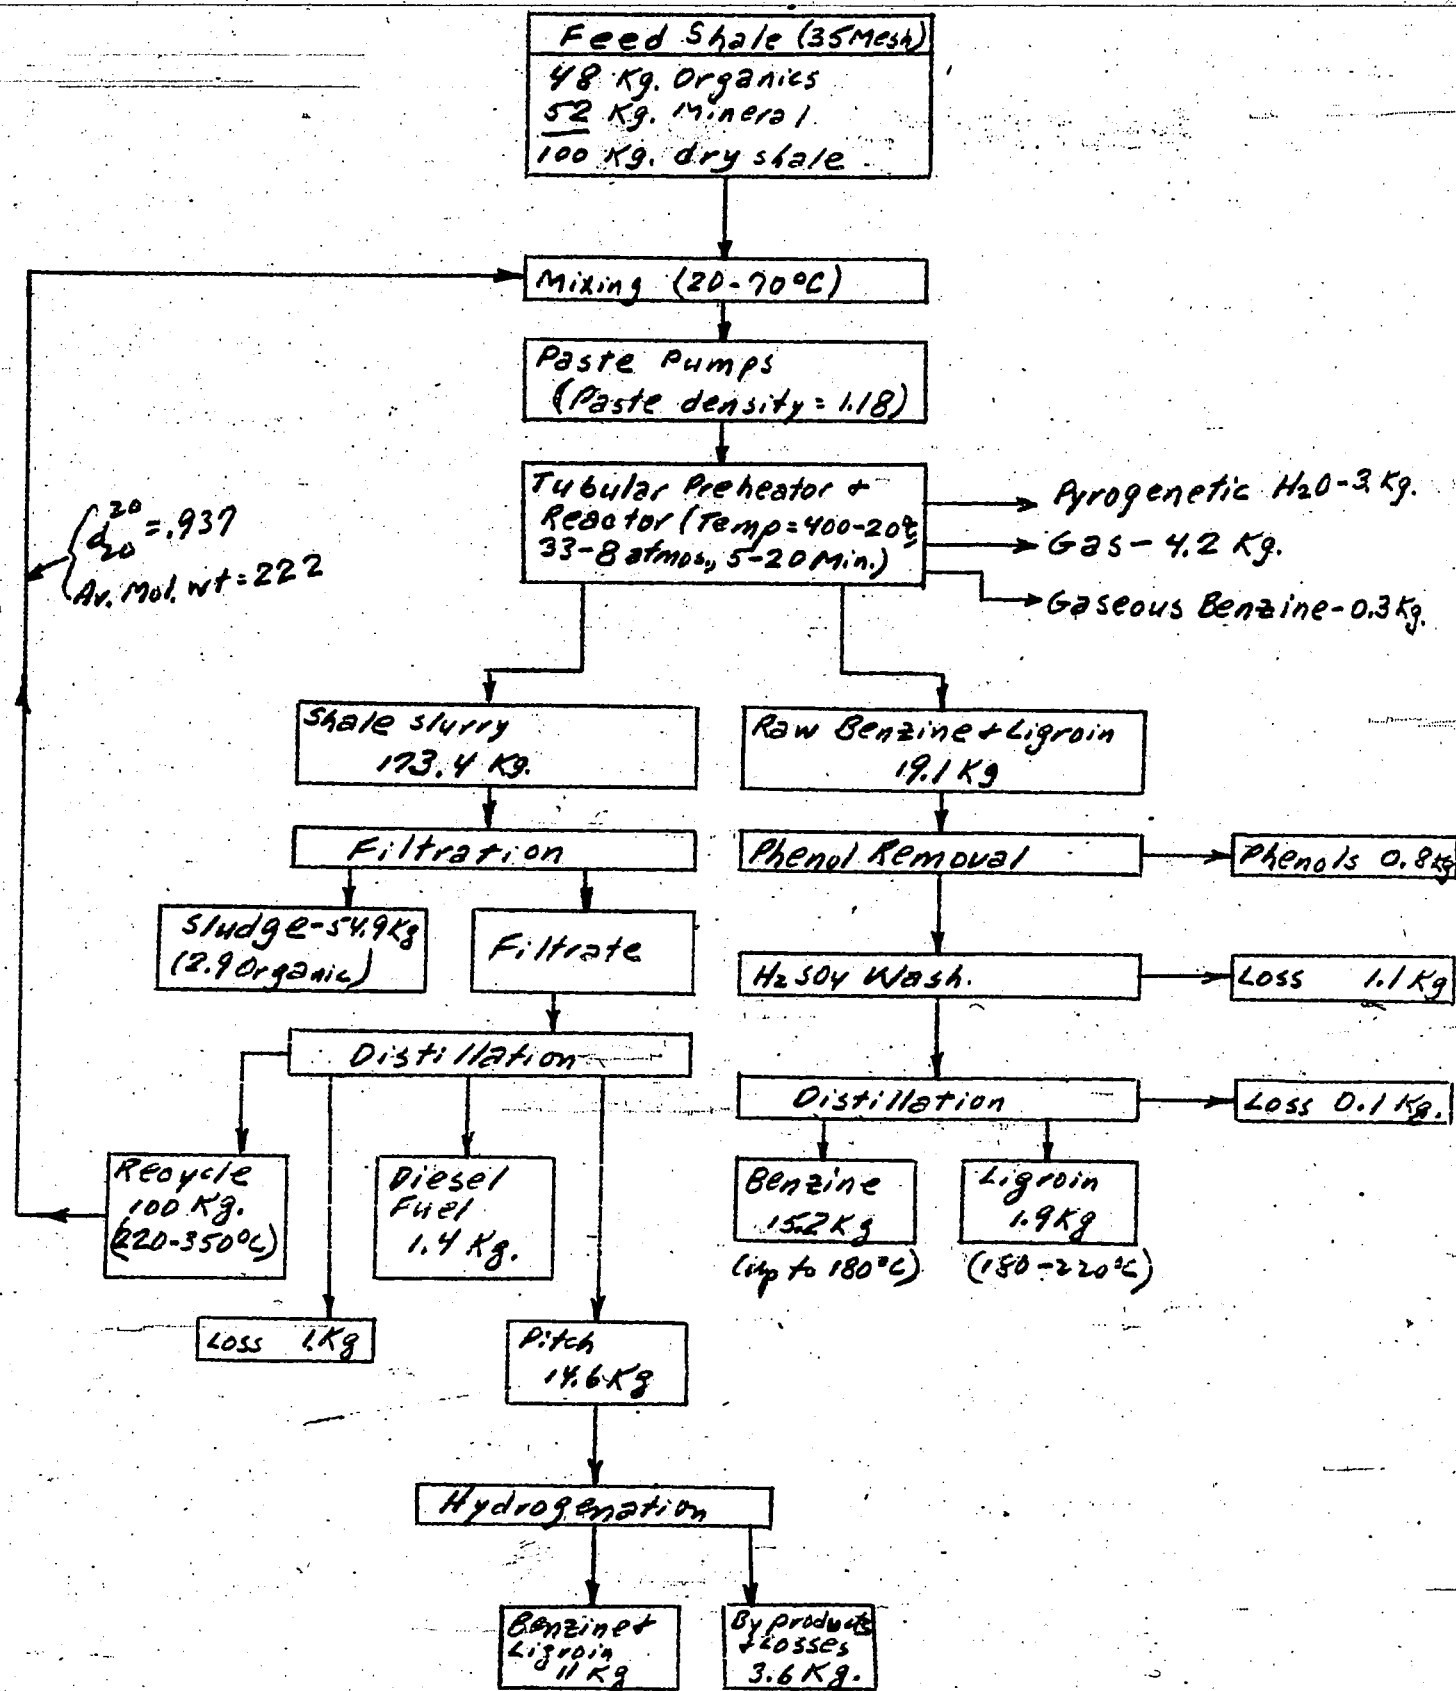 Feed Shale (35 Mesh)
48 Kg. Organics
52 Kg. Mineral
100 Kg. dry shale
Mixing (20-70°C)
Paste Pumps
(Paste density = 1.18)
Tubular Preheator +
Reactor (Temp = 400-20°C,
33-8 atmos., 5-20 Min.)
Pyrogenetic H2O - 3 Kg.
Gas - 4.2 Kg.
Gaseous Benzine - 0.3 Kg.
d 20 20 = .937
Av. Mol. wt = 222
Shale slurry
173.4 Kg.
Raw Benzine + Ligroin
19.1 Kg
Filtration
Phenol Removal
Phenols 0.8 Kg
Sludge - 54.9 Kg
(2.9 Organic)
Filtrate
H2SO4 Wash.
Loss 1.1 Kg
Distillation
Distillation
Loss 0.1 Kg.
Recycle
100 Kg.
(220-350°C)
Diesel
Fuel
1.4 Kg.
Benzine
15.2 Kg
(up to 180°C)
Ligroin
1.9 Kg
(180-220°C)
Loss 1 Kg
Pitch
14.6 Kg
Hydrogenation
Benzine +
Ligroin
11 Kg
By products
+ Losses
3.6 Kg.